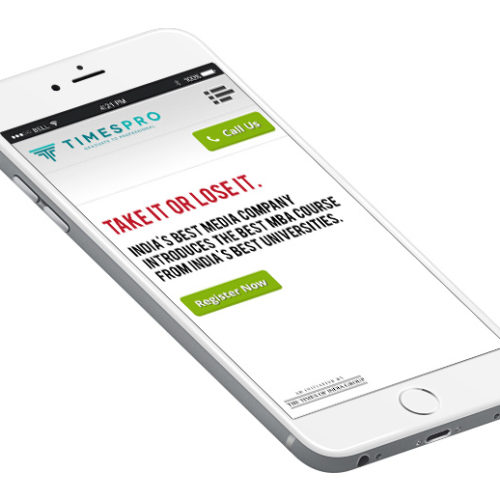 BELL
4:21 PM
100%
TIMESPRO
GRADUATE TO PROFESSIONAL
Call Us
TAKE IT OR LOSE IT.
INDIA'S BEST MEDIA COMPANY
INTRODUCES THE BEST MBA COURSE
FROM INDIA'S BEST UNIVERSITIES.
Register Now
AN INITIATIVE BY
THE TIMES OF INDIA GROUP